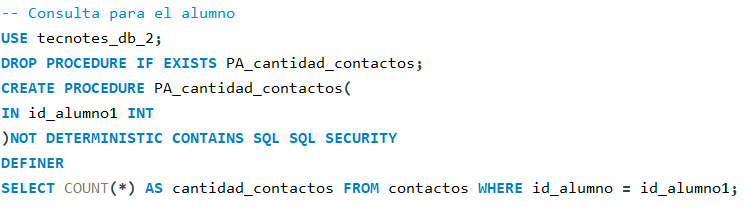 -- Consulta para el alumno
USE tecnotes_db_2;
DROP PROCEDURE IF EXISTS PA_cantidad_contactos;
CREATE PROCEDURE PA_cantidad_contactos(
IN id_alumno1 INT
)NOT DETERMINISTIC CONTAINS SQL SQL SECURITY
DEFINER
SELECT COUNT(*) AS cantidad_contactos FROM contactos WHERE id_alumno = id_alumno1;